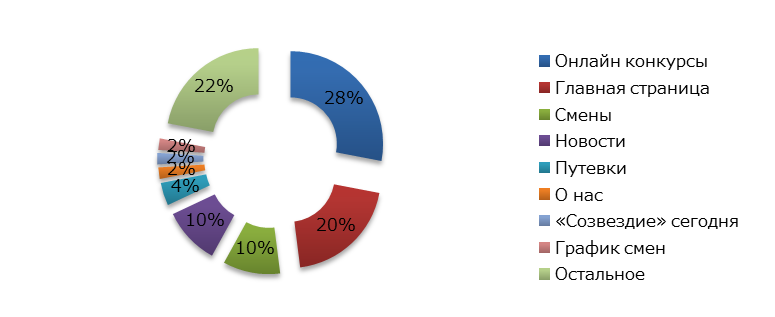 28%
20%
10%
10%
4%
2%
2%
2%
22%
Онлайн конкурсы
Главная страница
Смены
Новости
Путевки
О нас
«Созвездие» сегодня
График смен
Остальное